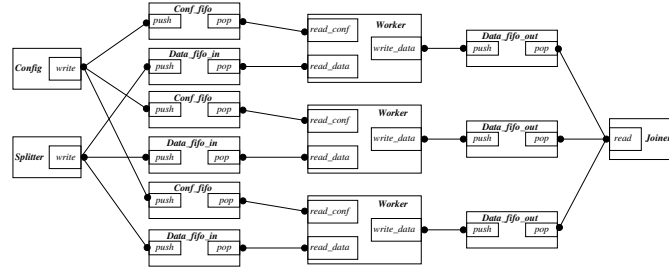 Conf_fifo
push pop
Worker
read_conf
write_data
Data_fifo_out
push pop
Data_fifo_in
push pop
read_data
Config write
Conf_fifo
push pop
Worker
read_conf
write_data
Data_fifo_out
push pop
read Joiner
Splitter write
Data_fifo_in
push pop
read_data
Conf_fifo
push pop
Worker
read_conf
write_data
Data_fifo_out
push pop
Data_fifo_in
push pop
read_data